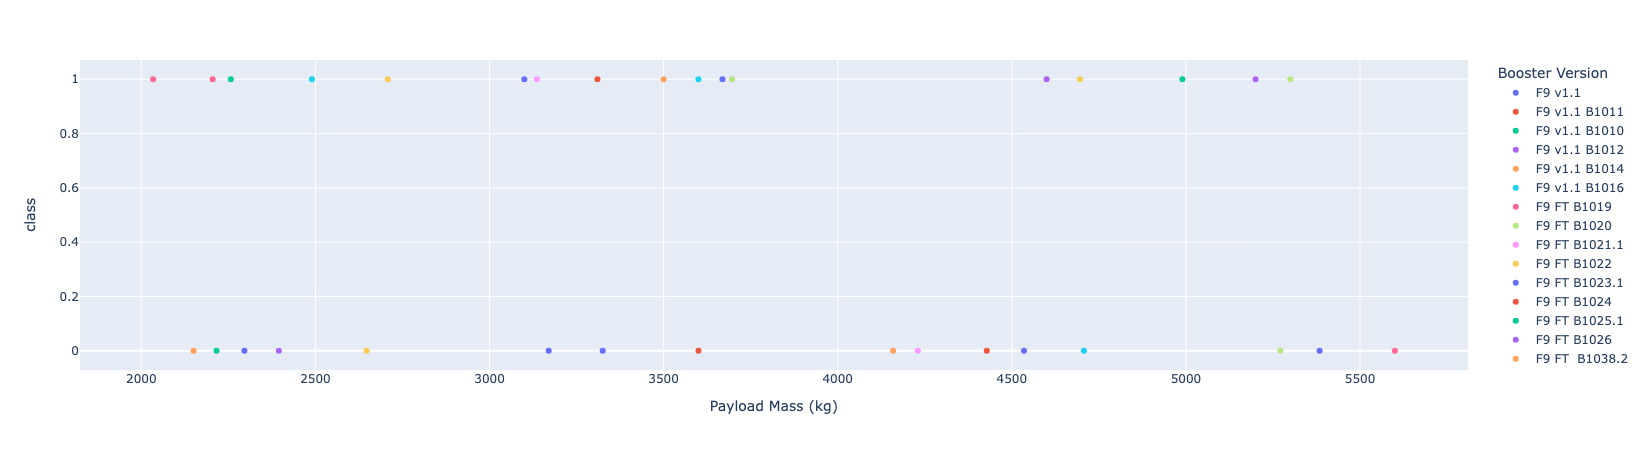 1
0.8
0.6
0.4
0.2
0
class
2000
2500
3000
3500
4000
4500
5000
5500
Payload Mass (kg)
Booster Version
F9 v1.1
F9 v1.1 B1011
F9 v1.1 B1010
F9 v1.1 B1012
F9 v1.1 B1014
F9 v1.1 B1016
F9 FT B1019
F9 FT B1020
F9 FT B1021.1
F9 FT B1022
F9 FT B1023.1
F9 FT B1024
F9 FT B1025.1
F9 FT B1026
F9 FT  B1038.2